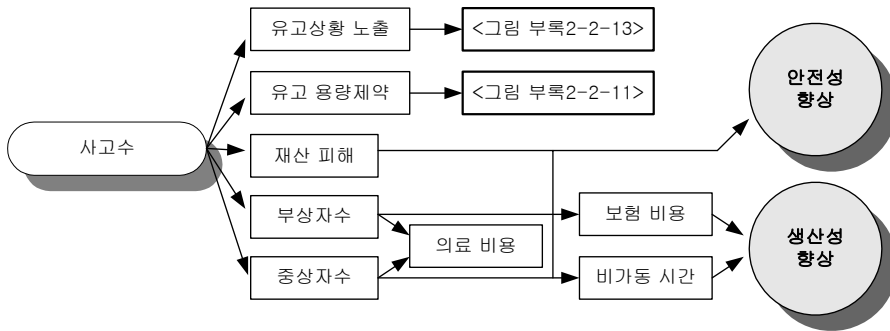 유고상황 노출
<그림 부록2-2-13>
유고 용량제약
<그림 부록2-2-11>
안전성
향상
사고수
재산 피해
부상자수
보험 비용
의료 비용
생산성
향상
중상자수
비가동 시간